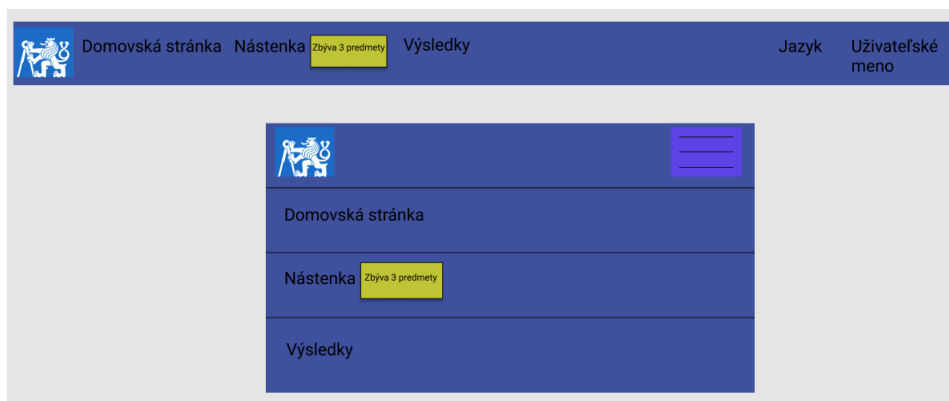 Domovská stránka Nástenka Zbýva 3 predmety Výsledky Jazyk Uživateľské
meno
Domovská stránka
Nástenka Zbýva 3 predmety
Výsledky